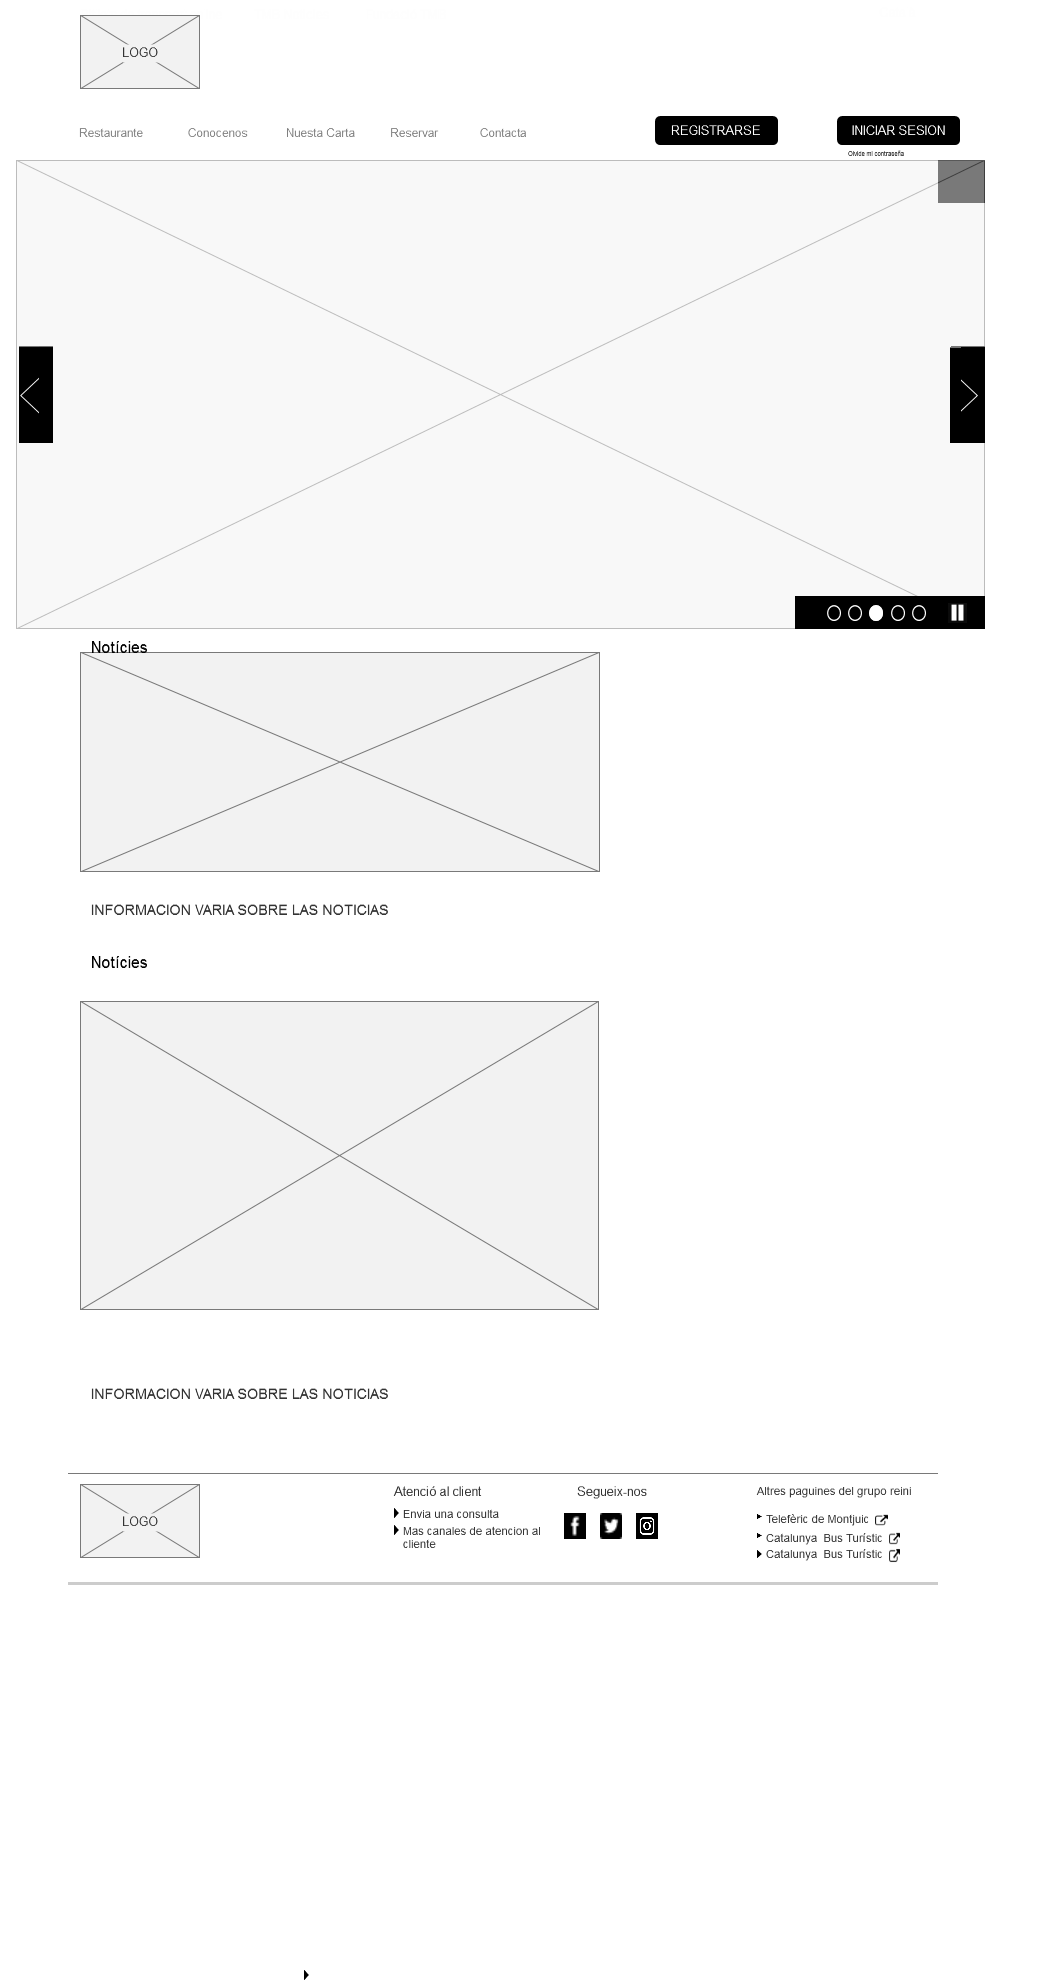 LOGO
Restaurante
Conocenos
Nuesta Carta
Reservar
Contacta
REGISTRARSE
INICIAR SESION
Olvide mi contraseña
Notícies
INFORMACION VARIA SOBRE LAS NOTICIAS
Notícies
INFORMACION VARIA SOBRE LAS NOTICIAS
LOGO
Atenció al client
Envia una consulta
Mas canales de atencion al
cliente
Segueix-nos
Altres paguines del grupo reini
Telefèric de Montjuic
Catalunya Bus Turístic
Catalunya Bus Turístic